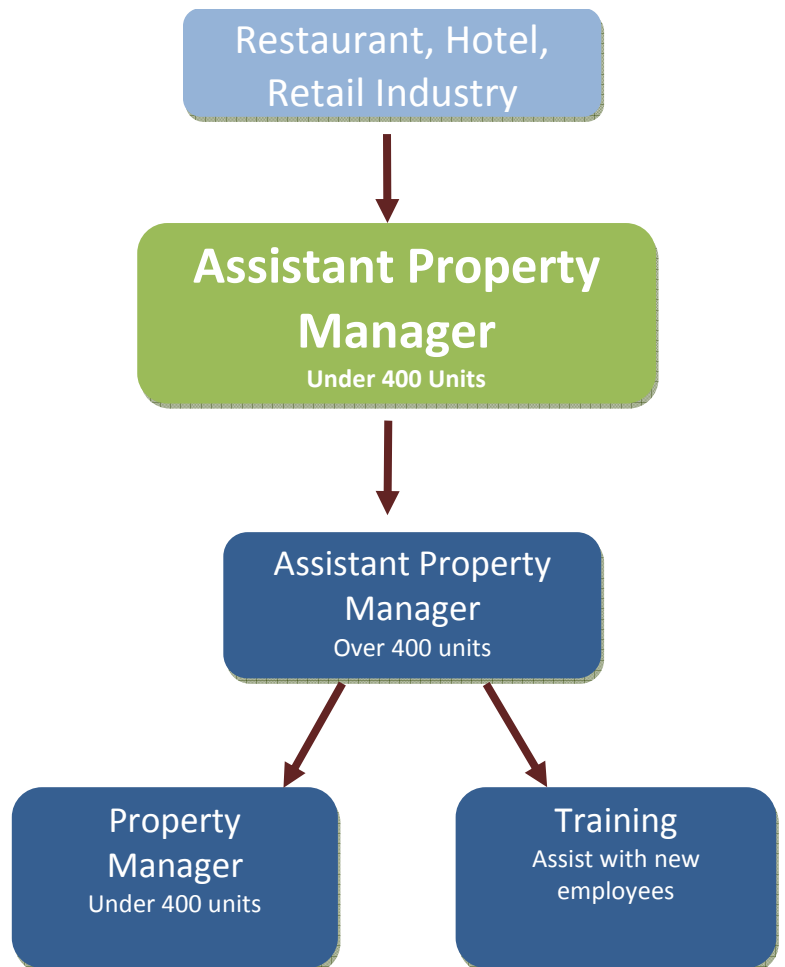 Restaurant, Hotel,
Retail Industry
Assistant Property
Manager
Under 400 Units
Assistant Property
Manager
Over 400 units
Property
Manager
Under 400 units
Training
Assist with new
employees